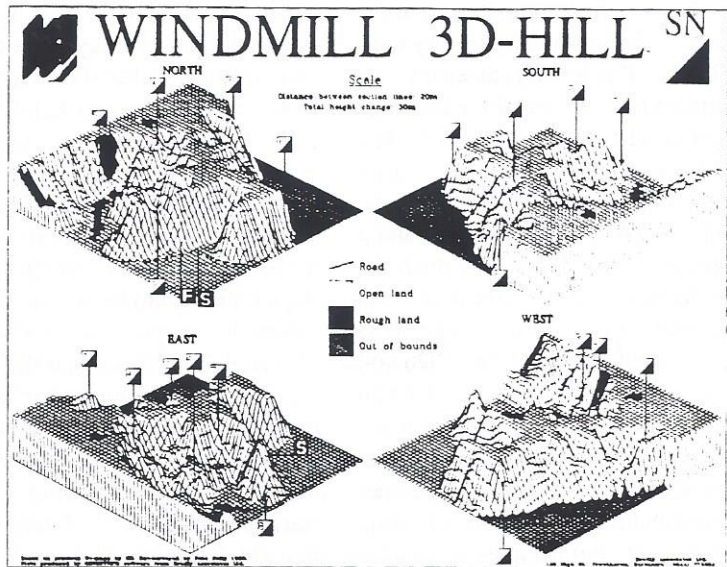 WINDMILL 3D-HILL SN
NORTH
SOUTH
Scale
Distance between section lines: 20m
Total height change: 30m
Road
Open land
Rough land
Out of bounds
F S
EAST
WEST
S